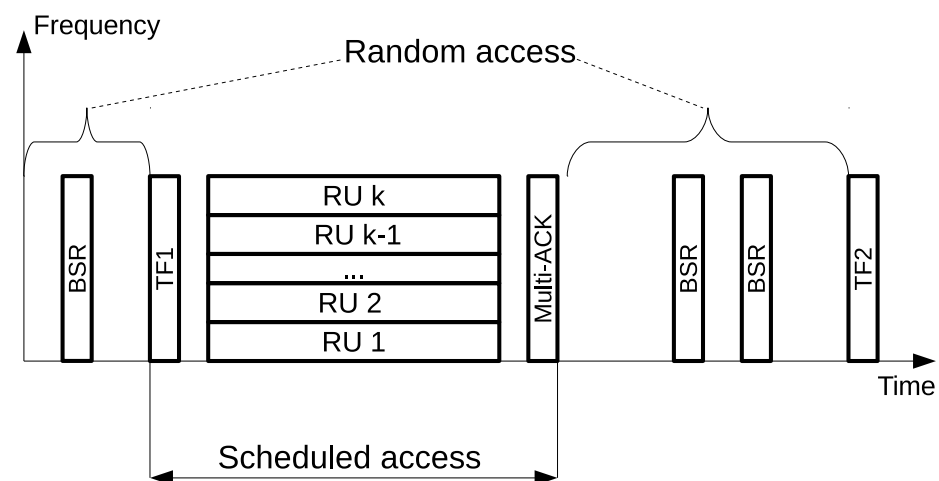 Frequency
Random access
BSR
TF1
RU k
RU k-1
...
RU 2
RU 1
Multi-ACK
BSR
BSR
TF2
Time
Scheduled access